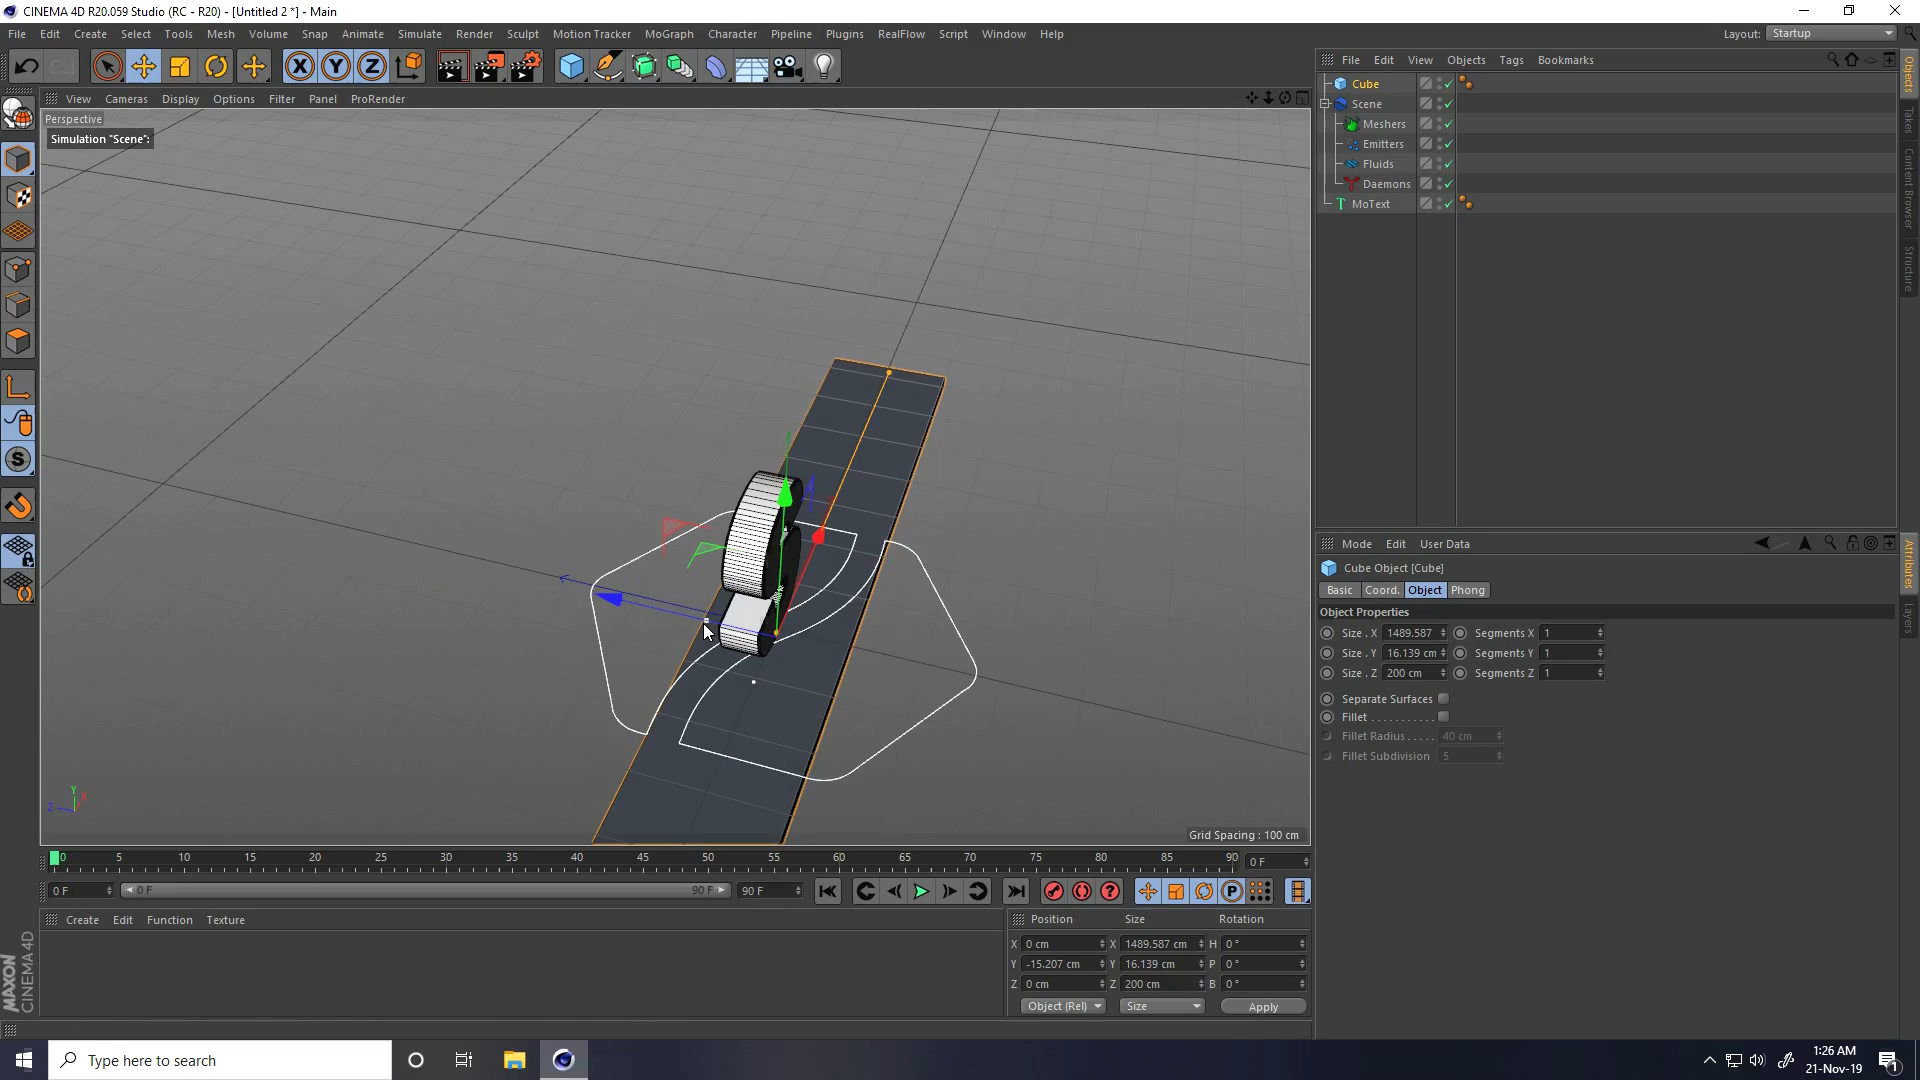 CINEMA 4D R20.059 Studio (RC - R20) - [Untitled 2 *] - Main
File Edit Create Select Tools Mesh Volume Snap Animate Simulate Render Sculpt Motion Tracker MoGraph Character Pipeline Plugins RealFlow Script Window Help
Layout: Startup
View Cameras Display Options Filter Panel ProRender
Perspective
Simulation "Scene":
Grid Spacing : 100 cm
Y X Z
File Edit View Objects Tags Bookmarks
Cube
Scene
Meshers
Emitters
Fluids
Daemons
MoText
Objects
Takes
Content Browser
Structure
Mode Edit User Data
Cube Object [Cube]
Basic Coord. Object Phong
Object Properties
Size . X 1489.587 Segments X 1
Size . Y 16.139 cm Segments Y 1
Size . Z 200 cm Segments Z 1
Separate Surfaces
Fillet . . . . . . . . . . .
Fillet Radius . . . . . 40 cm
Fillet Subdivision 5
Attributes
Layers
0 5 10 15 20 25 30 35 40 45 50 55 60 65 70 75 80 85 90 0 F
0 F 0 F 90 F 90 F
Create Edit Function Texture
Position Size Rotation
X 0 cm X 1489.587 cm H 0 °
Y -15.207 cm Y 16.139 cm P 0 °
Z 0 cm Z 200 cm B 0 °
Object (Rel) Size Apply
MAXON
CINEMA 4D
Type here to search
1:26 AM
21-Nov-19
1